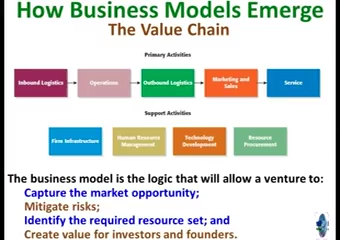 How Business Models Emerge
The Value Chain
Primary Activities
Inbound Logistics
Operations
Outbound Logistics
Marketing and
Sales
Service
Support Activities
Firm Infrastructure
Human Resource
Management
Technology
Development
Resource
Procurement
The business model is the logic that will allow a venture to:
Capture the market opportunity;
Mitigate risks;
Identify the required resource set; and
Create value for investors and founders.